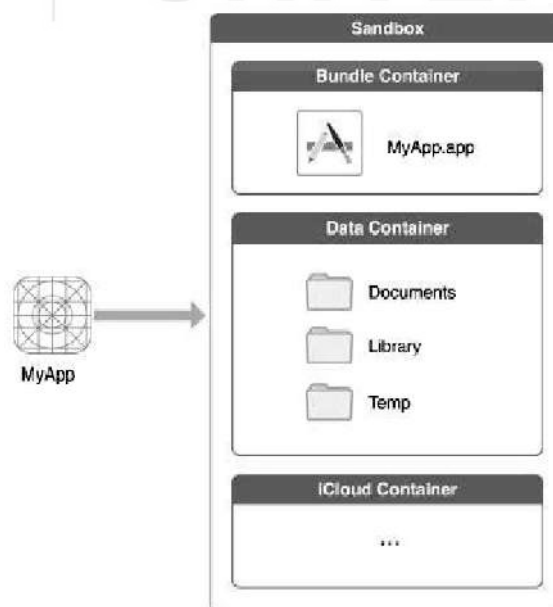 Sandbox
Bundle Container
MyApp.app
Data Container
Documents
Library
Temp
MyApp
iCloud Container
...